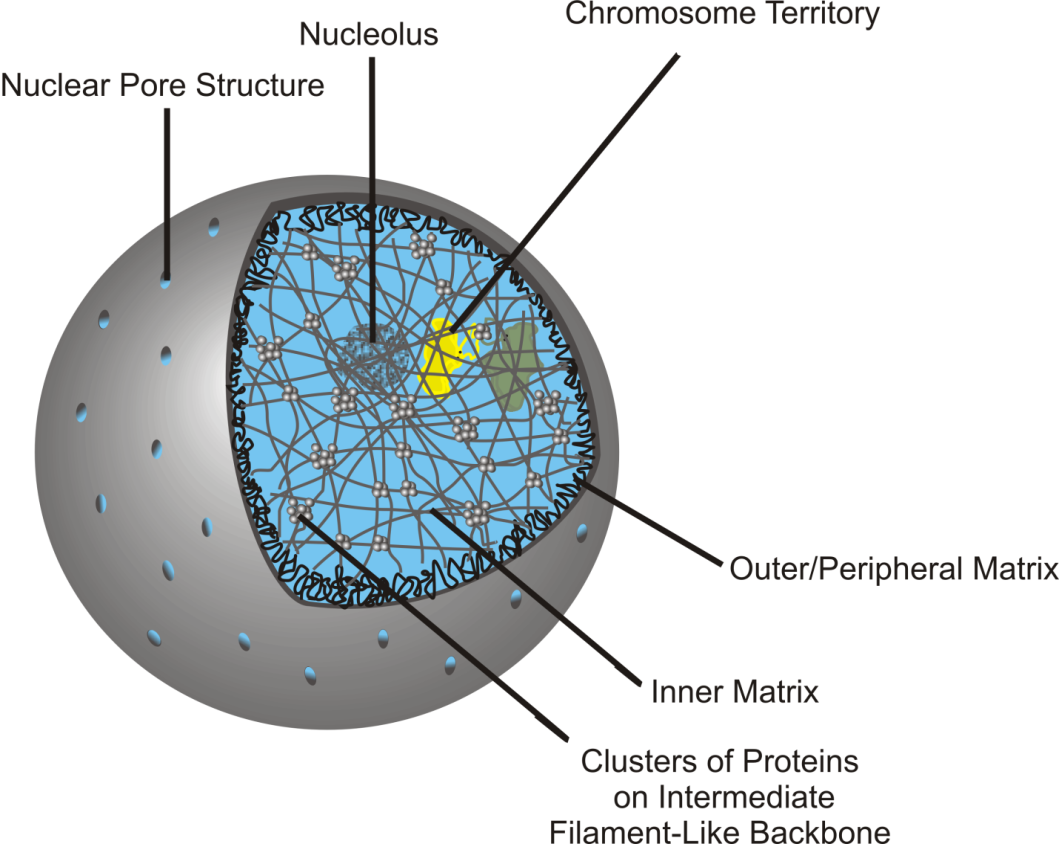 Chromosome Territory
Nucleolus
Nuclear Pore Structure
Outer/Peripheral Matrix
Inner Matrix
Clusters of Proteins
on Intermediate
Filament-Like Backbone